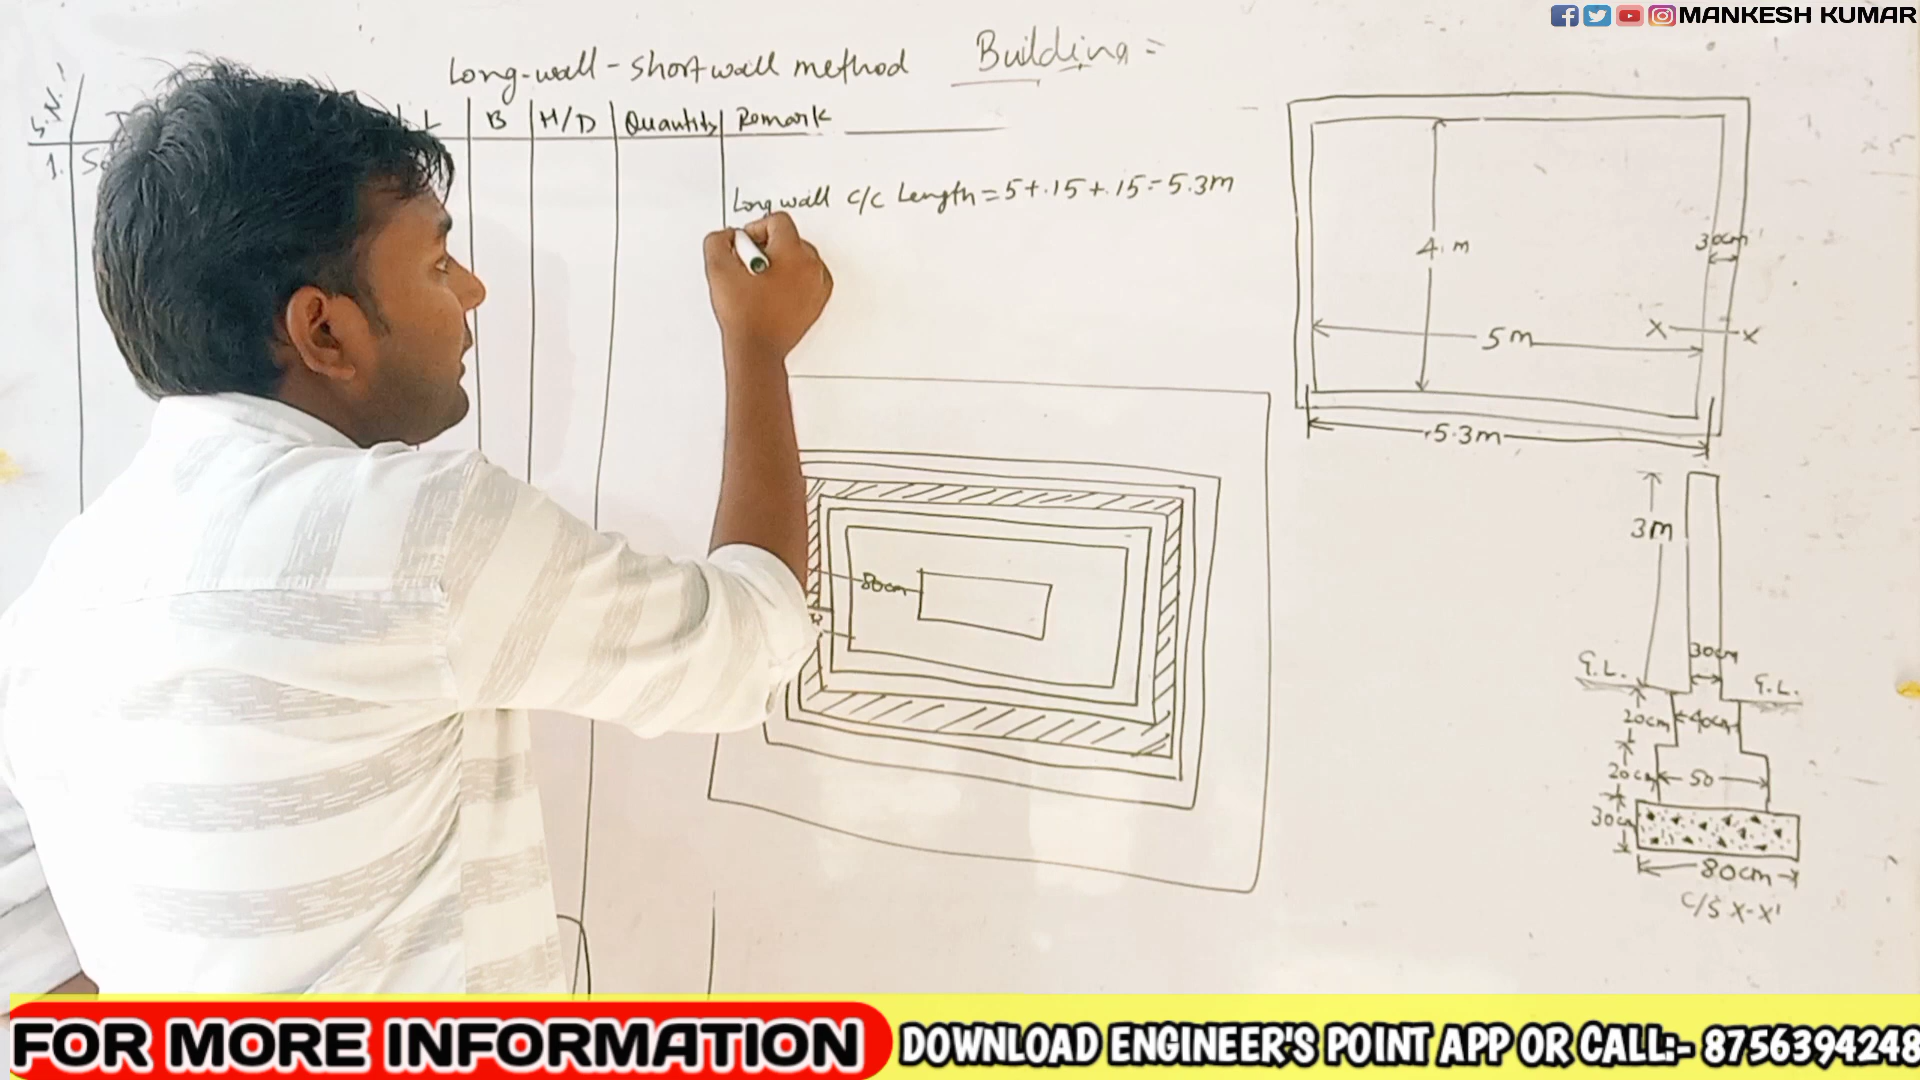 MANKESH KUMAR
Long-wall-short wall method Building =
S.N. L B H/D Quantity Remark
1.
Long wall c/c Length = 5+.15+.15=5.3m
4 m
30cm
5m
X X
5.3m
3m
80cm
30cm
G.L. G.L.
20cm 40cm
20cm 50
30cm
80cm
C/S X-X'
FOR MORE INFORMATION DOWNLOAD ENGINEER'S POINT APP OR CALL:- 8756394248